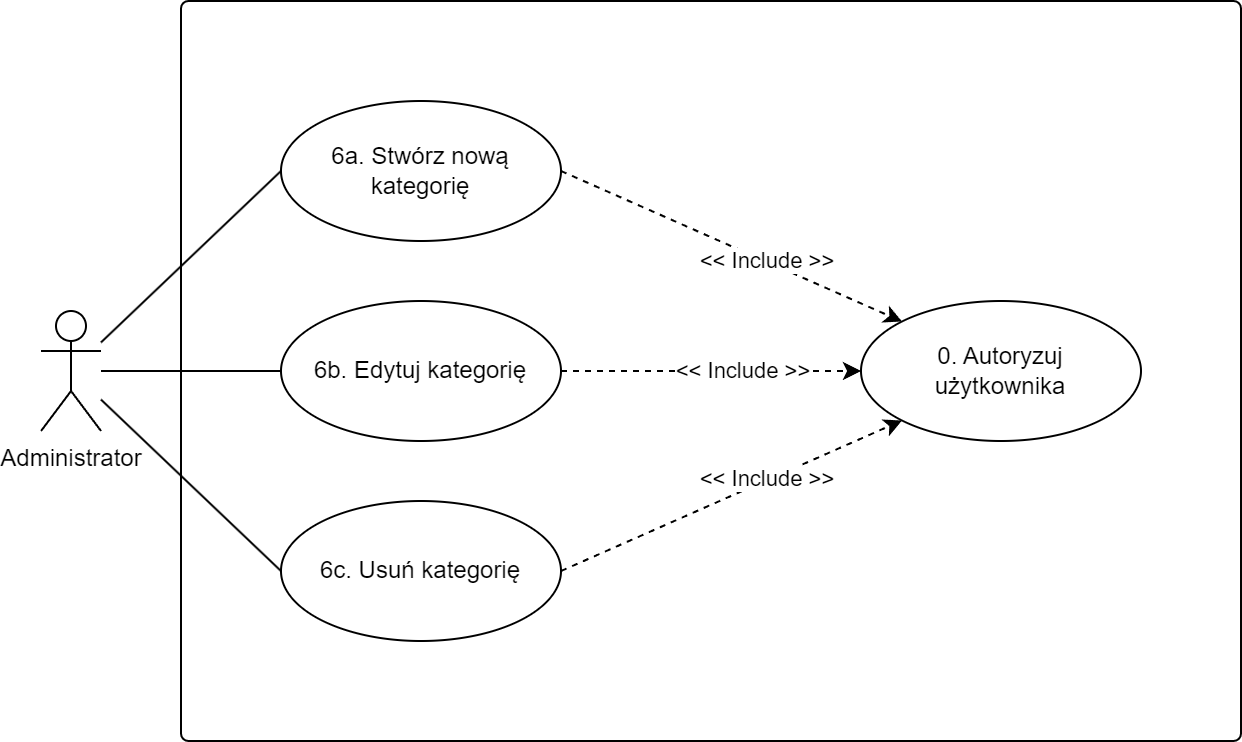 6a. Stwórz nową
kategorię
<< Include >>
0. Autoryzuj
użytkownika
6b. Edytuj kategorię
<< Include >>
Administrator
<< Include >>
6c. Usuń kategorię